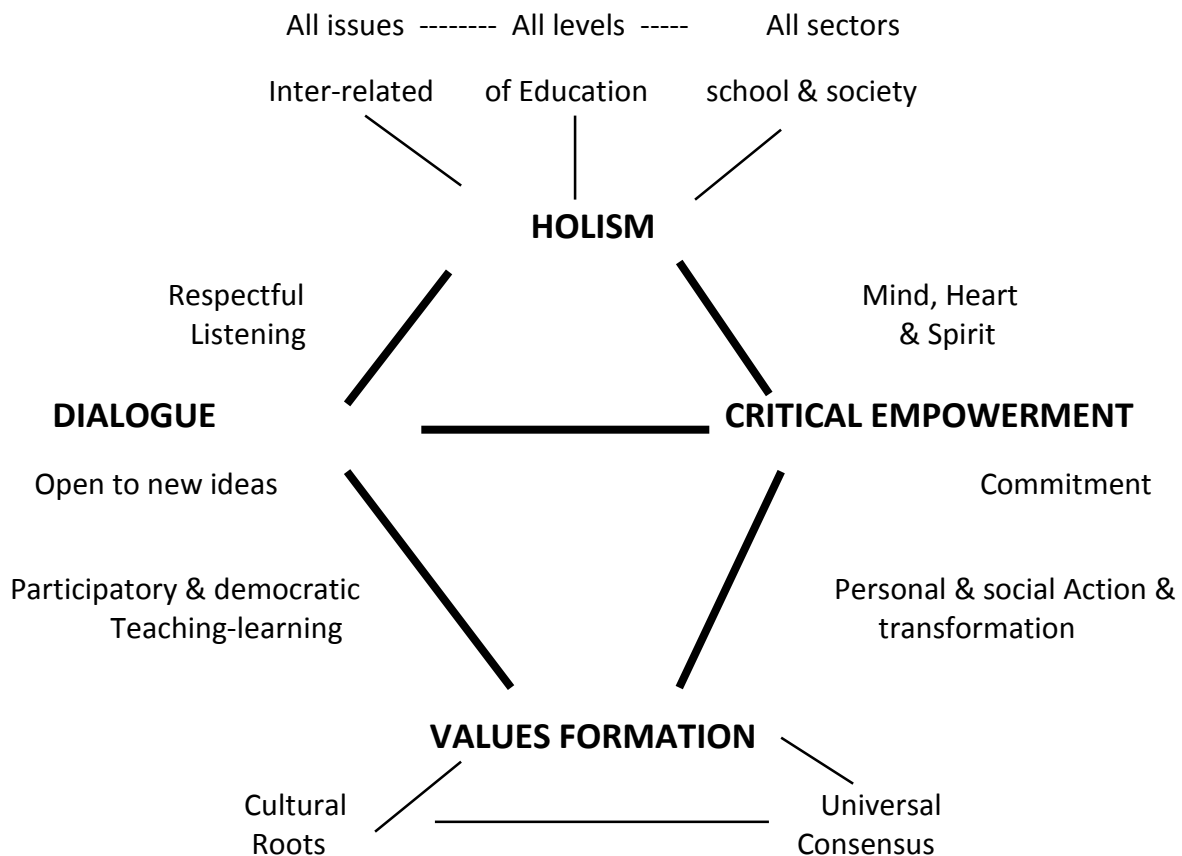 All issues -------- All levels ----- All sectors
Inter-related of Education school & society
HOLISM
Respectful
Listening
Mind, Heart
& Spirit
DIALOGUE
CRITICAL EMPOWERMENT
Open to new ideas
Commitment
Participatory & democratic
Teaching-learning
Personal & social Action &
transformation
VALUES FORMATION
Cultural
Roots
Universal
Consensus